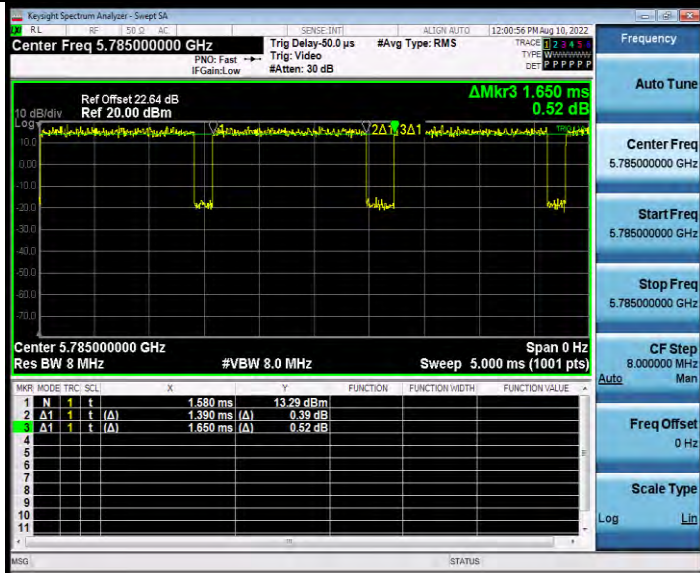 Keysight Spectrum Analyzer - Swept SA
RL RF 50 Ω AC SENSE:INT ALIGN AUTO 12:00:56 PM Aug 10, 2022
Center Freq 5.785000000 GHz
PNO: Fast
IFGain:Low
Trig Delay-50.0 µs
Trig: Video
#Atten: 30 dB
#Avg Type: RMS
TRACE 1 2 3 4 5 6
TYPE W
DET P P P P P P
Ref Offset 22.64 dB
10 dB/div Ref 20.00 dBm
Log
ΔMkr3 1.650 ms
0.52 dB
2Δ1 3Δ1
10.0
0.00
-10.0
-20.0
-30.0
-40.0
-50.0
-60.0
-70.0
Center 5.785000000 GHz Span 0 Hz
Res BW 8 MHz #VBW 8.0 MHz Sweep 5.000 ms (1001 pts)
MKR MODE TRC SCL X Y FUNCTION FUNCTION WIDTH FUNCTION VALUE
1 N 1 t 1.580 ms 13.29 dBm
2 Δ1 1 t (Δ) 1.390 ms (Δ) 0.39 dB
3 Δ1 1 t (Δ) 1.650 ms (Δ) 0.52 dB
4
5
6
7
8
9
10
11
MSG STATUS
Frequency
Auto Tune
Center Freq
5.785000000 GHz
Start Freq
5.785000000 GHz
Stop Freq
5.785000000 GHz
CF Step
8.000000 MHz
Auto Man
Freq Offset
0 Hz
Scale Type
Log Lin